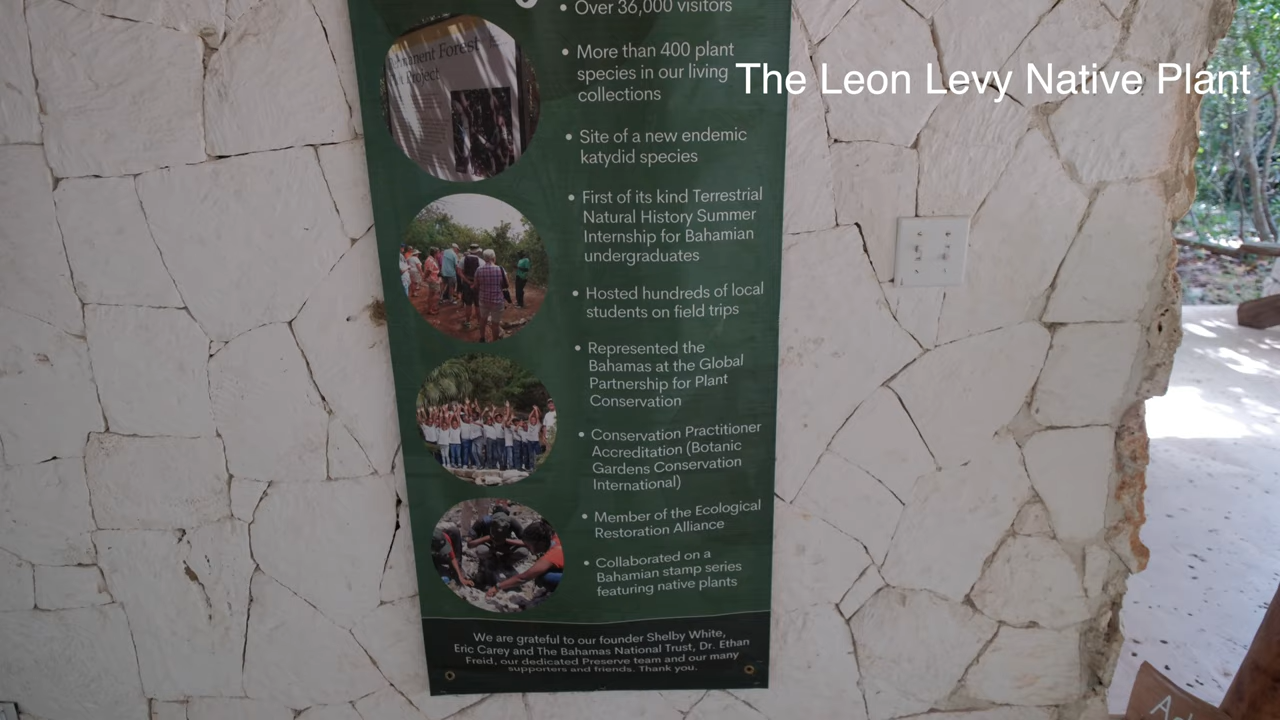 • Over 36,000 visitors
• More than 400 plant
species in our living
collections
The Leon Levy Native Plant
• Site of a new endemic
katydid species
• First of its kind Terrestrial
Natural History Summer
Internship for Bahamian
undergraduates
• Hosted hundreds of local
students on field trips
• Represented the
Bahamas at the Global
Partnership for Plant
Conservation
• Conservation Practitioner
Accreditation (Botanic
Gardens Conservation
International)
• Member of the Ecological
Restoration Alliance
• Collaborated on a
Bahamian stamp series
featuring native plants
We are grateful to our founder Shelby White,
Eric Carey and The Bahamas National Trust, Dr. Ethan
Freid, our dedicated Preserve team and our many
supporters and friends. Thank you.
Forest
Project